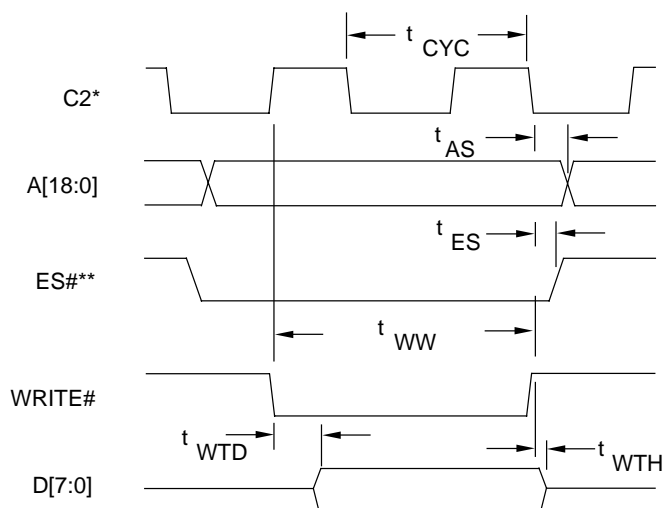 t CYC
C2*
t AS
A[18:0]
t ES
ES#**
t WW
WRITE#
t WTD
t WTH
D[7:0]